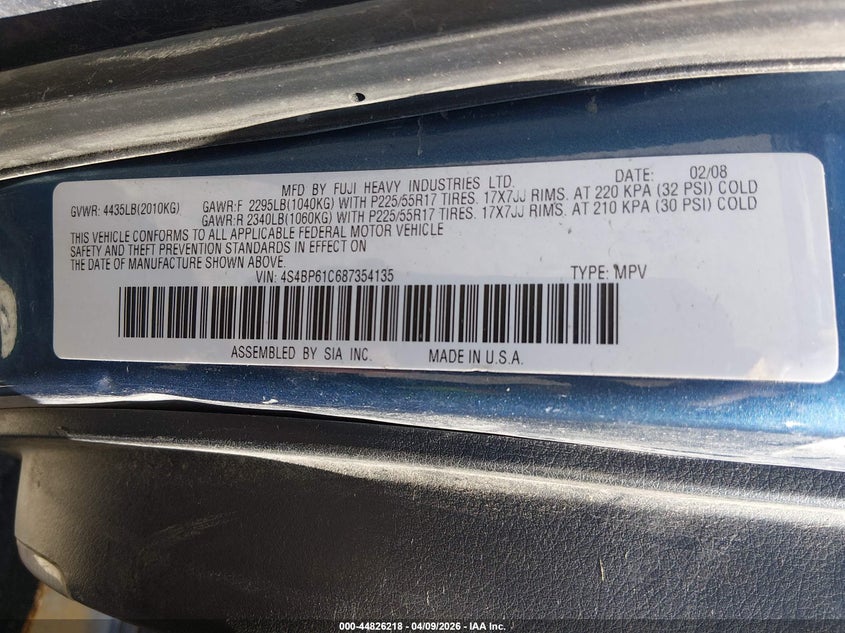 MFD BY FUJI HEAVY INDUSTRIES LTD. DATE: 02/08
GVWR: 4435LB(2010KG) GAWR:F 2295LB(1040KG) WITH P225/55R17 TIRES. 17X7JJ RIMS. AT 220 KPA (32 PSI) COLD
GAWR:R 2340LB(1060KG) WITH P225/55R17 TIRES. 17X7JJ RIMS. AT 210 KPA (30 PSI) COLD
THIS VEHICLE CONFORMS TO ALL APPLICABLE FEDERAL MOTOR VEHICLE
SAFETY AND THEFT PREVENTION STANDARDS IN EFFECT ON
THE DATE OF MANUFACTURE SHOWN ABOVE.
VIN: 4S4BP61C687354135 TYPE: MPV
ASSEMBLED BY SIA INC. MADE IN U.S.A.
000-44826218 - 04/09/2026 - IAA Inc.